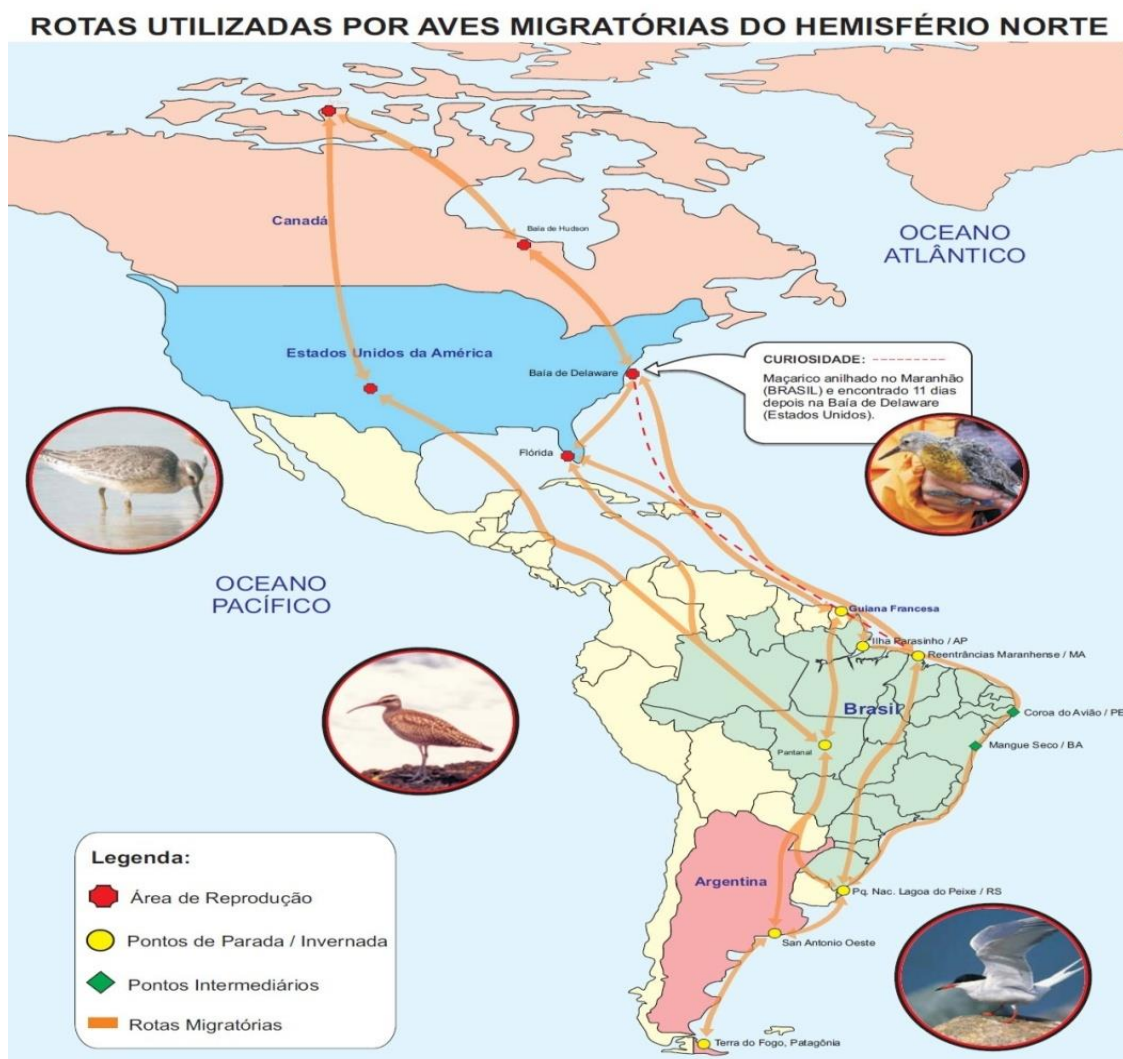 ROTAS UTILIZADAS POR AVES MIGRATÓRIAS DO HEMISFÉRIO NORTE
Canadá
Baía de Hudson
OCEANO
ATLÂNTICO
Estados Unidos da América
Baía de Delaware
CURIOSIDADE: ---------
Maçarico anilhado no Maranhão
(BRASIL) e encontrado 11 dias
depois na Baía de Delaware
(Estados Unidos).
Flórida
OCEANO
PACÍFICO
Guiana Francesa
Ilha Parasinho / AP
Reentrâncias Maranhense / MA
Brasil
Coroa do Avião / PE
Mangue Seco / BA
Pantanal
Argentina
Pq. Nac. Lagoa do Peixe / RS
San Antonio Oeste
Terra do Fogo, Patagônia
Legenda:
Área de Reprodução
Pontos de Parada / Invernada
Pontos Intermediários
Rotas Migratórias